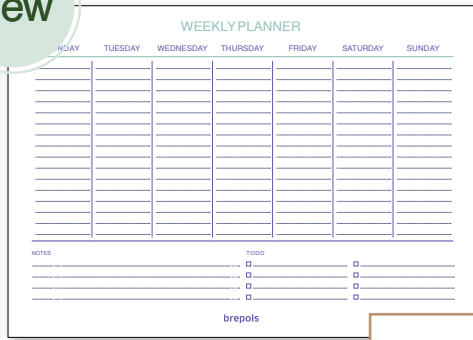 ew
WEEKLY PLANNER
TUESDAY WEDNESDAY THURSDAY FRIDAY SATURDAY SUNDAY
NOTES TODO
brepols